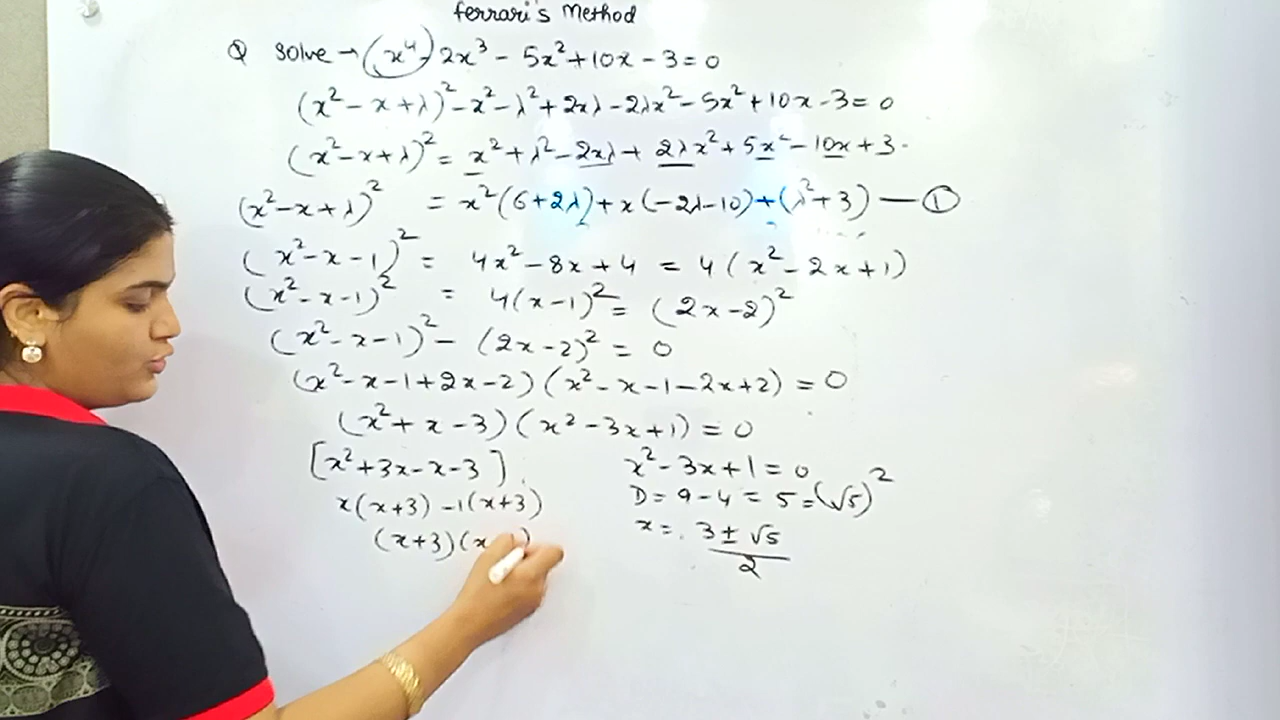 Ferrari's Method
Q Solve → (x⁴) - 2x³ - 5x² + 10x - 3 = 0
(x² - x + λ)² - x² - λ² + 2xλ - 2λx² - 5x² + 10x - 3 = 0
(x² - x + λ)² = x² + λ² - 2xλ + 2λx² + 5x² - 10x + 3.
(x² - x + λ)² = x²(6 + 2λ) + x(-2λ - 10) + (λ² + 3) — ①
(x² - x - 1)² = 4x² - 8x + 4 = 4(x² - 2x + 1)
(x² - x - 1)² = 4(x - 1)² = (2x - 2)²
(x² - x - 1)² - (2x - 2)² = 0
(x² - x - 1 + 2x - 2)(x² - x - 1 - 2x + 2) = 0
(x² + x - 3)(x² - 3x + 1) = 0
[x² + 3x - x - 3]
x(x + 3) - 1(x + 3)
(x + 3)(x
x² - 3x + 1 = 0
D = 9 - 4 = 5 = (√5)²
x = 3 ± √5
2